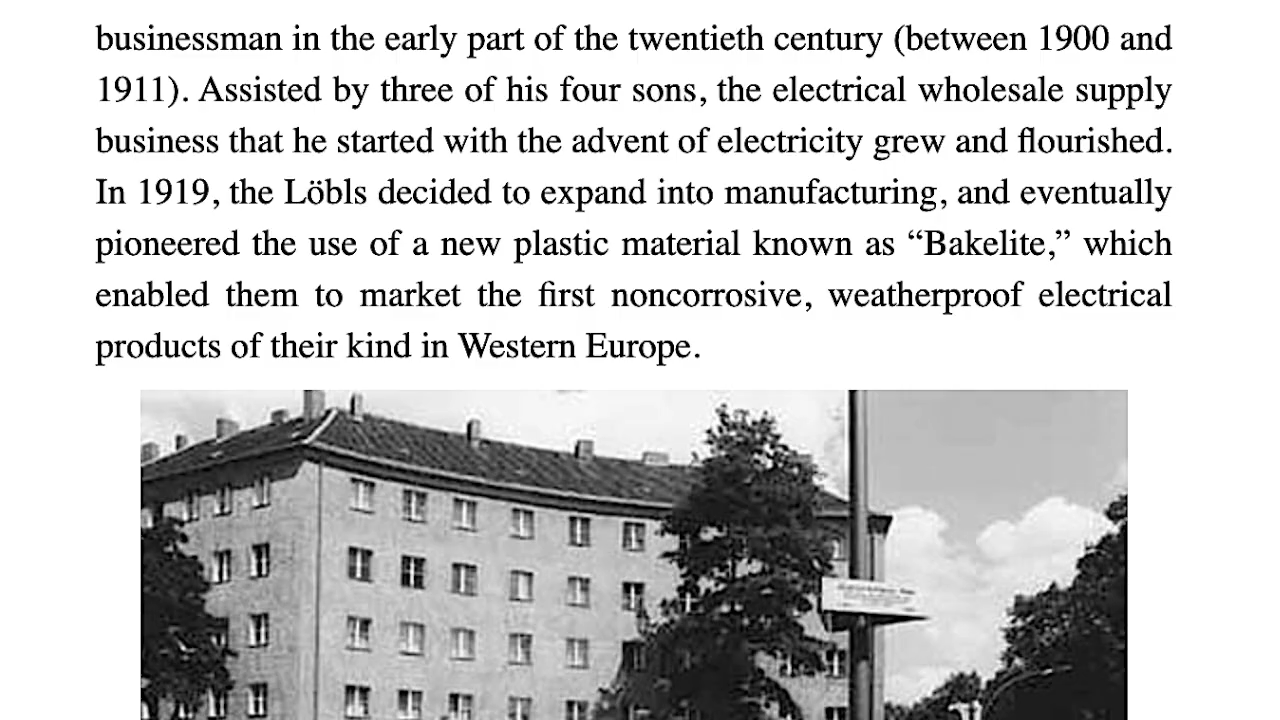 businessman in the early part of the twentieth century (between 1900 and
1911). Assisted by three of his four sons, the electrical wholesale supply
business that he started with the advent of electricity grew and flourished.
In 1919, the Löbls decided to expand into manufacturing, and eventually
pioneered the use of a new plastic material known as “Bakelite,” which
enabled them to market the first noncorrosive, weatherproof electrical
products of their kind in Western Europe.